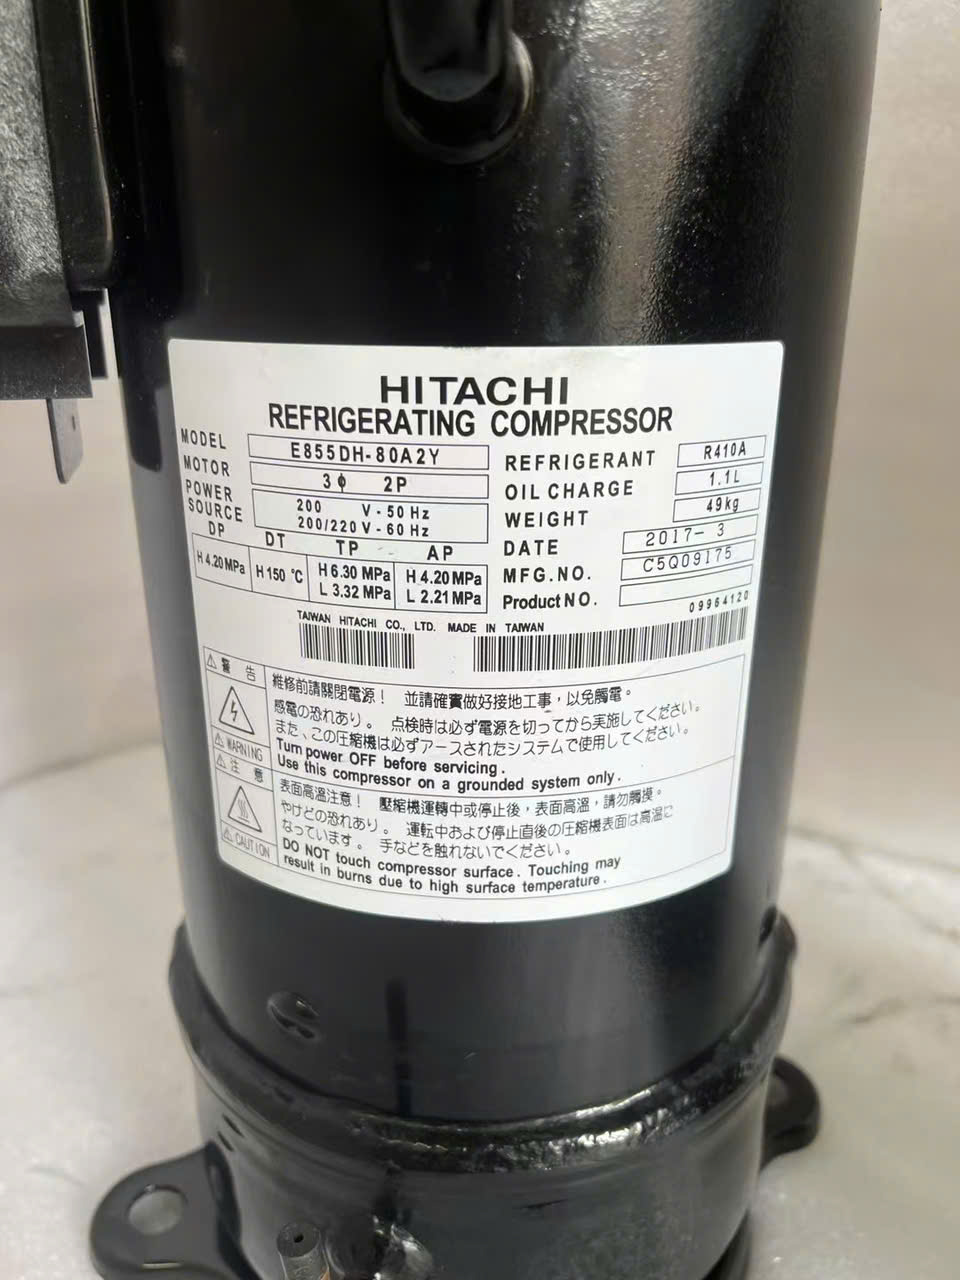 HITACHI
REFRIGERATING COMPRESSOR
MODEL E855DH-80A2Y
MOTOR 3ϕ 2P
POWER SOURCE 200 V-50Hz
200/220V-60Hz
DP DT TP AP
H 4.20MPa H 150 ℃ H 6.30 MPa H 4.20 MPa
L 3.32 MPa L 2.21 MPa
REFRIGERANT R410A
OIL CHARGE 1.1L
WEIGHT 49kg
DATE 2017- 3
MFG.NO. C5Q09175
Product NO.
09964120
TAIWAN HITACHI CO., LTD. MADE IN TAIWAN
⚠ 警 告
維修前請關閉電源! 並請確實做好接地工事,以免觸電。
感電の恐れあり。 点検時は必ず電源を切ってから実施してください。
また、この圧縮機は必ずアースされたシステムで使用してください。
⚠ WARNING
Turn power OFF before servicing.
Use this compressor on a grounded system only.
⚠ 注 意
表面高溫注意! 壓縮機運轉中或停止後,表面高溫,請勿觸摸。
やけどの恐れあり。 運転中および停止直後の圧縮機表面は高温に
なっています。 手などを触れないでください。
⚠ CAUTION
DO NOT touch compressor surface. Touching may
result in burns due to high surface temperature.